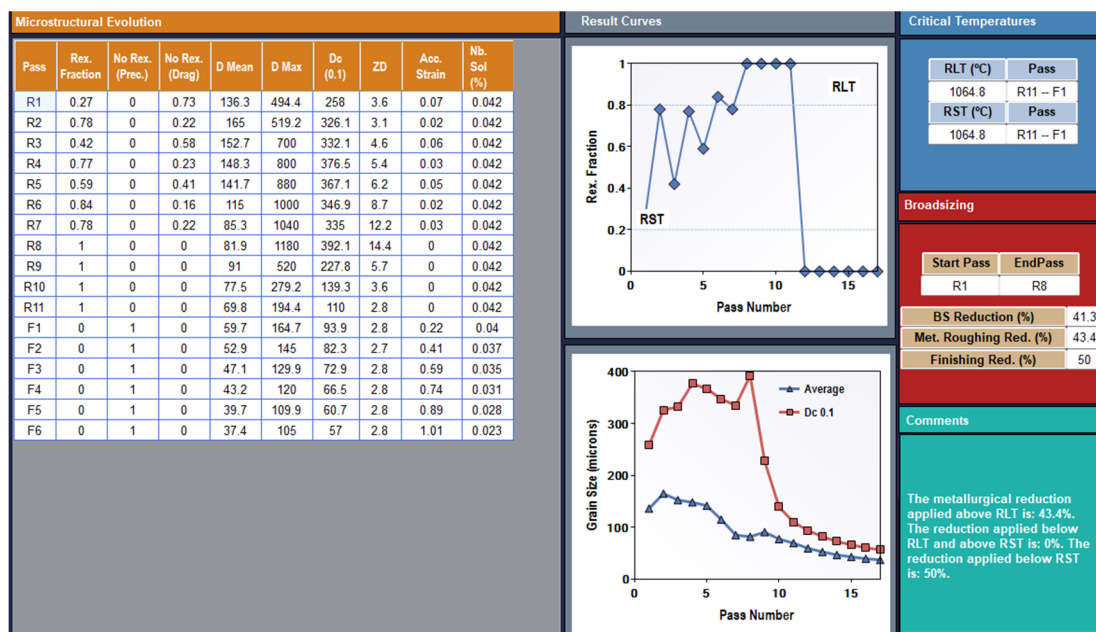 Microstructural Evolution
Pass Rex. Fraction No Rex. (Prec.) No Rex. (Drag) D Mean D Max Dc (0.1) ZD Acc. Strain Nb. Sol (%)
R1 0.27 0 0.73 136.3 494.4 258 3.6 0.07 0.042
R2 0.78 0 0.22 165 519.2 326.1 3.1 0.02 0.042
R3 0.42 0 0.58 152.7 700 332.1 4.6 0.06 0.042
R4 0.77 0 0.23 148.3 800 376.5 5.4 0.03 0.042
R5 0.59 0 0.41 141.7 880 367.1 6.2 0.05 0.042
R6 0.84 0 0.16 115 1000 346.9 8.7 0.02 0.042
R7 0.78 0 0.22 85.3 1040 335 12.2 0.03 0.042
R8 1 0 0 81.9 1180 392.1 14.4 0 0.042
R9 1 0 0 91 520 227.8 5.7 0 0.042
R10 1 0 0 77.5 279.2 139.3 3.6 0 0.042
R11 1 0 0 69.8 194.4 110 2.8 0 0.042
F1 0 1 0 59.7 164.7 93.9 2.8 0.22 0.04
F2 0 1 0 52.9 145 82.3 2.7 0.41 0.037
F3 0 1 0 47.1 129.9 72.9 2.8 0.59 0.035
F4 0 1 0 43.2 120 66.5 2.8 0.74 0.031
F5 0 1 0 39.7 109.9 60.7 2.8 0.89 0.028
F6 0 1 0 37.4 105 57 2.8 1.01 0.023
Result Curves
1
0.8
0.6
0.4
0.2
0
0 5 10 15
Rex. Fraction
Pass Number
RLT
RST
400
300
200
100
0
0 5 10 15
Grain Size (microns)
Pass Number
Average
Dc 0.1
Critical Temperatures
RLT (ºC) Pass
1064.8 R11 -- F1
RST (ºC) Pass
1064.8 R11 -- F1
Broadsizing
Start Pass EndPass
R1 R8
BS Reduction (%) 41.3
Met. Roughing Red. (%) 43.4
Finishing Red. (%) 50
Comments
The metallurgical reduction
applied above RLT is: 43.4%.
The reduction applied below
RLT and above RST is: 0%. The
reduction applied below RST
is: 50%.